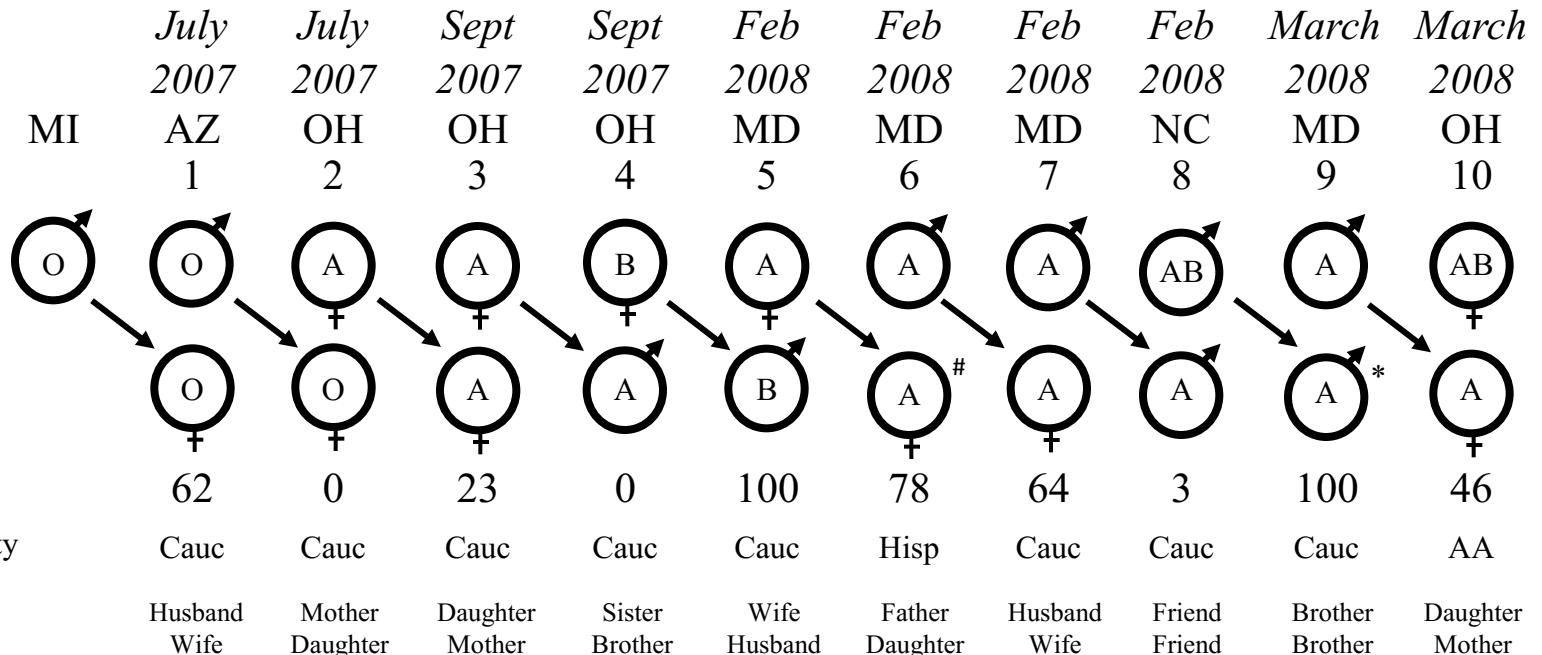 July July Sept Sept Feb Feb Feb Feb March March
2007 2007 2007 2007 2008 2008 2008 2008 2008 2008
MI AZ OH OH OH MD MD MD NC MD OH
1 2 3 4 5 6 7 8 9 10
O O A A B A A A AB A AB
O O A A B A # A A A * A
62 0 23 0 100 78 64 3 100 46
ty Cauc Cauc Cauc Cauc Cauc Hisp Cauc Cauc Cauc AA
Husband Mother Daughter Sister Wife Father Husband Friend Brother Daughter
Wife Daughter Mother Brother Husband Daughter Wife Friend Brother Mother